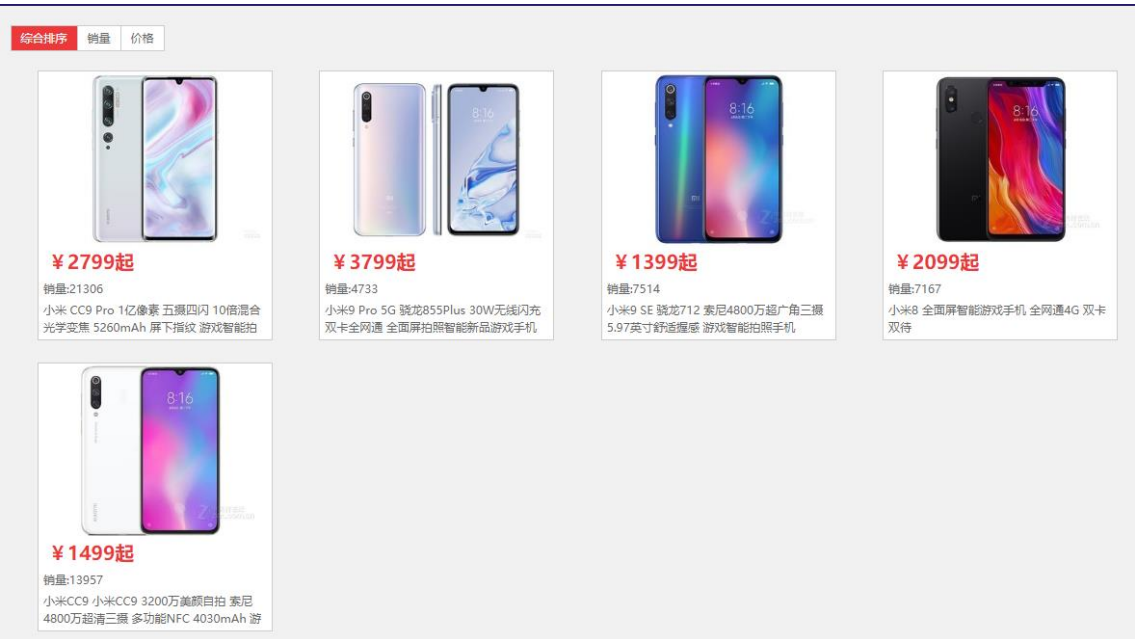 综合排序 销量 价格
8:16
8:16
8:16
￥2799起
￥3799起
￥1399起
￥2099起
销量:21306
销量:4733
销量:7514
销量:7167
小米 CC9 Pro 1亿像素 五摄四闪 10倍混合
光学变焦 5260mAh 屏下指纹 游戏智能拍
小米9 Pro 5G 骁龙855Plus 30W无线闪充
双卡全网通 全面屏拍照智能新品游戏手机
小米9 SE 骁龙712 索尼4800万超广角三摄
5.97英寸舒适握感 游戏智能拍照手机
小米8 全面屏智能游戏手机 全网通4G 双卡
双待
8:16
￥1499起
销量:13957
小米CC9 小米CC9 3200万美颜自拍 索尼
4800万超清三摄 多功能NFC 4030mAh 游